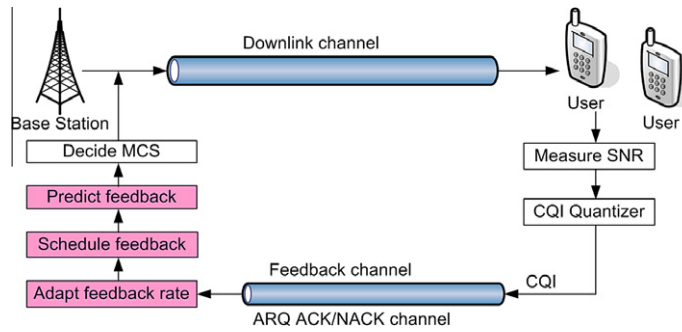 Downlink channel
Base Station
User
User
Decide MCS
Measure SNR
Predict feedback
CQI Quantizer
Schedule feedback
Feedback channel
CQI
Adapt feedback rate
ARQ ACK/NACK channel